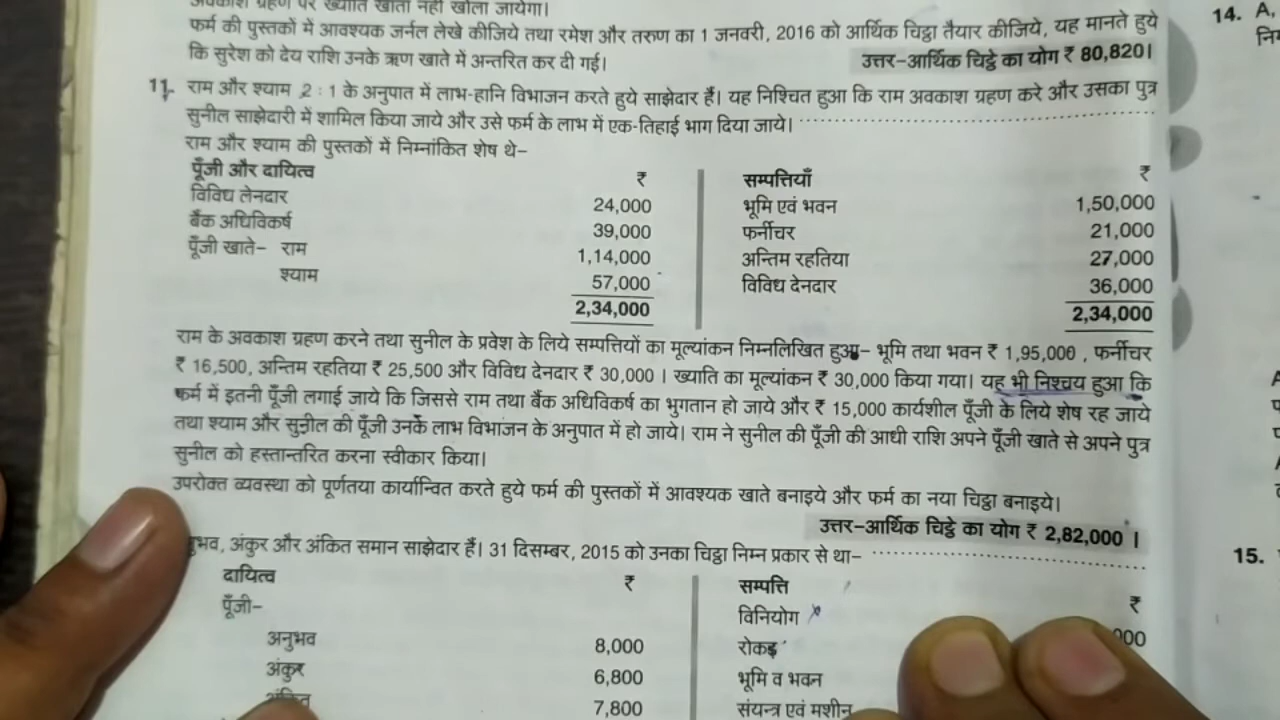 अवकाश ग्रहण पर ख्याति खाता नहीं खोला जायेगा।
फर्म की पुस्तकों में आवश्यक जर्नल लेखे कीजिये तथा रमेश और तरुण का 1 जनवरी, 2016 को आर्थिक चिट्ठा तैयार कीजिये, यह मानते हुये
कि सुरेश को देय राशि उनके ऋण खाते में अन्तरित कर दी गई। उत्तर-आर्थिक चिट्ठे का योग ₹ 80,820।
11. राम और श्याम 2 : 1 के अनुपात में लाभ-हानि विभाजन करते हुये साझेदार हैं। यह निश्चित हुआ कि राम अवकाश ग्रहण करे और उसका पुत्र
सुनील साझेदारी में शामिल किया जाये और उसे फर्म के लाभ में एक-तिहाई भाग दिया जाये।
राम और श्याम की पुस्तकों में निम्नांकित शेष थे-
पूँजी और दायित्व ₹ सम्पत्तियाँ ₹
विविध लेनदार 24,000 भूमि एवं भवन 1,50,000
बैंक अधिविकर्ष 39,000 फर्नीचर 21,000
पूँजी खाते- राम 1,14,000 अन्तिम रहतिया 27,000
श्याम 57,000 विविध देनदार 36,000
2,34,000 2,34,000
राम के अवकाश ग्रहण करने तथा सुनील के प्रवेश के लिये सम्पत्तियों का मूल्यांकन निम्नलिखित हुआ- भूमि तथा भवन ₹ 1,95,000 , फर्नीचर
₹ 16,500, अन्तिम रहतिया ₹ 25,500 और विविध देनदार ₹ 30,000 । ख्याति का मूल्यांकन ₹ 30,000 किया गया। यह भी निश्चय हुआ कि
फर्म में इतनी पूँजी लगाई जाये कि जिससे राम तथा बैंक अधिविकर्ष का भुगतान हो जाये और ₹ 15,000 कार्यशील पूँजी के लिये शेष रह जाये
तथा श्याम और सुनील की पूँजी उनके लाभ विभाजन के अनुपात में हो जाये। राम ने सुनील की पूँजी की आधी राशि अपने पूँजी खाते से अपने पुत्र
सुनील को हस्तान्तरित करना स्वीकार किया।
उपरोक्त व्यवस्था को पूर्णतया कार्यान्वित करते हुये फर्म की पुस्तकों में आवश्यक खाते बनाइये और फर्म का नया चिट्ठा बनाइये।
उत्तर-आर्थिक चिट्ठे का योग ₹ 2,82,000 ।
अंकुर और अंकित समान साझेदार हैं। 31 दिसम्बर, 2015 को उनका चिट्ठा निम्न प्रकार से था-
दायित्व ₹ सम्पत्ति ₹
पूँजी- विनियोग
अनुभव 8,000 रोकड़
अंकुर 6,800 भूमि व भवन
अंकित 7,800 संयन्त्र एवं मशीन
14. A,
15.